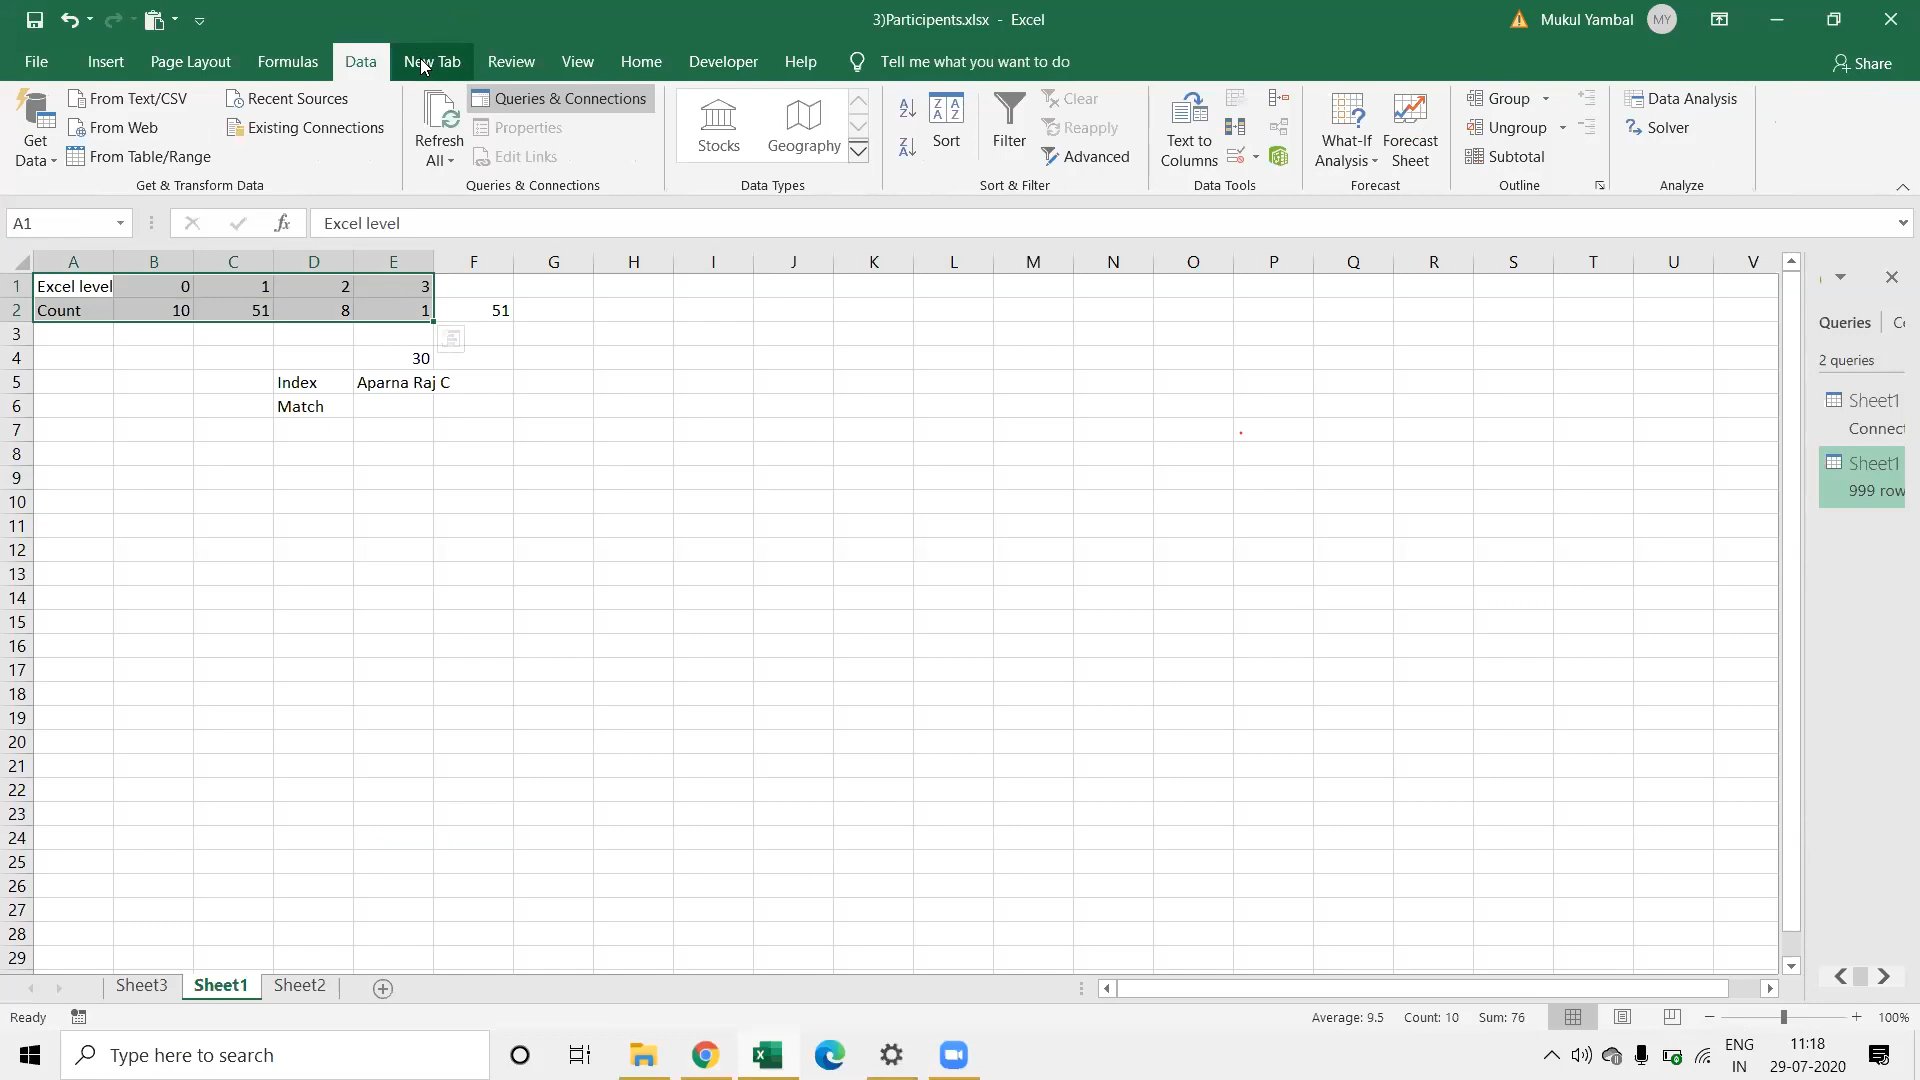 3)Participents.xlsx - Excel
Mukul Yambal MY
File Insert Page Layout Formulas Data New Tab Review View Home Developer Help Tell me what you want to do Share
Get Data
From Text/CSV
From Web
From Table/Range
Recent Sources
Existing Connections
Get & Transform Data
Refresh All
Queries & Connections
Properties
Edit Links
Queries & Connections
Stocks
Geography
Data Types
Sort
Filter
Clear
Reapply
Advanced
Sort & Filter
Text to Columns
Data Tools
What-If Analysis
Forecast Sheet
Forecast
Group
Ungroup
Subtotal
Outline
Data Analysis
Solver
Analyze
A1 fx Excel level
A B C D E F G H I J K L M N O P Q R S T U V
1 Excel level 0 1 2 3
2 Count 10 51 8 1 51
3
4 30
5 Index Aparna Raj C
6 Match
7
8
9
10
11
12
13
14
15
16
17
18
19
20
21
22
23
24
25
26
27
28
29
Queries
2 queries
Sheet1
Connect
Sheet1
999 row
Sheet3 Sheet1 Sheet2
Ready Average: 9.5 Count: 10 Sum: 76 100%
Type here to search
ENG
IN
11:18
29-07-2020